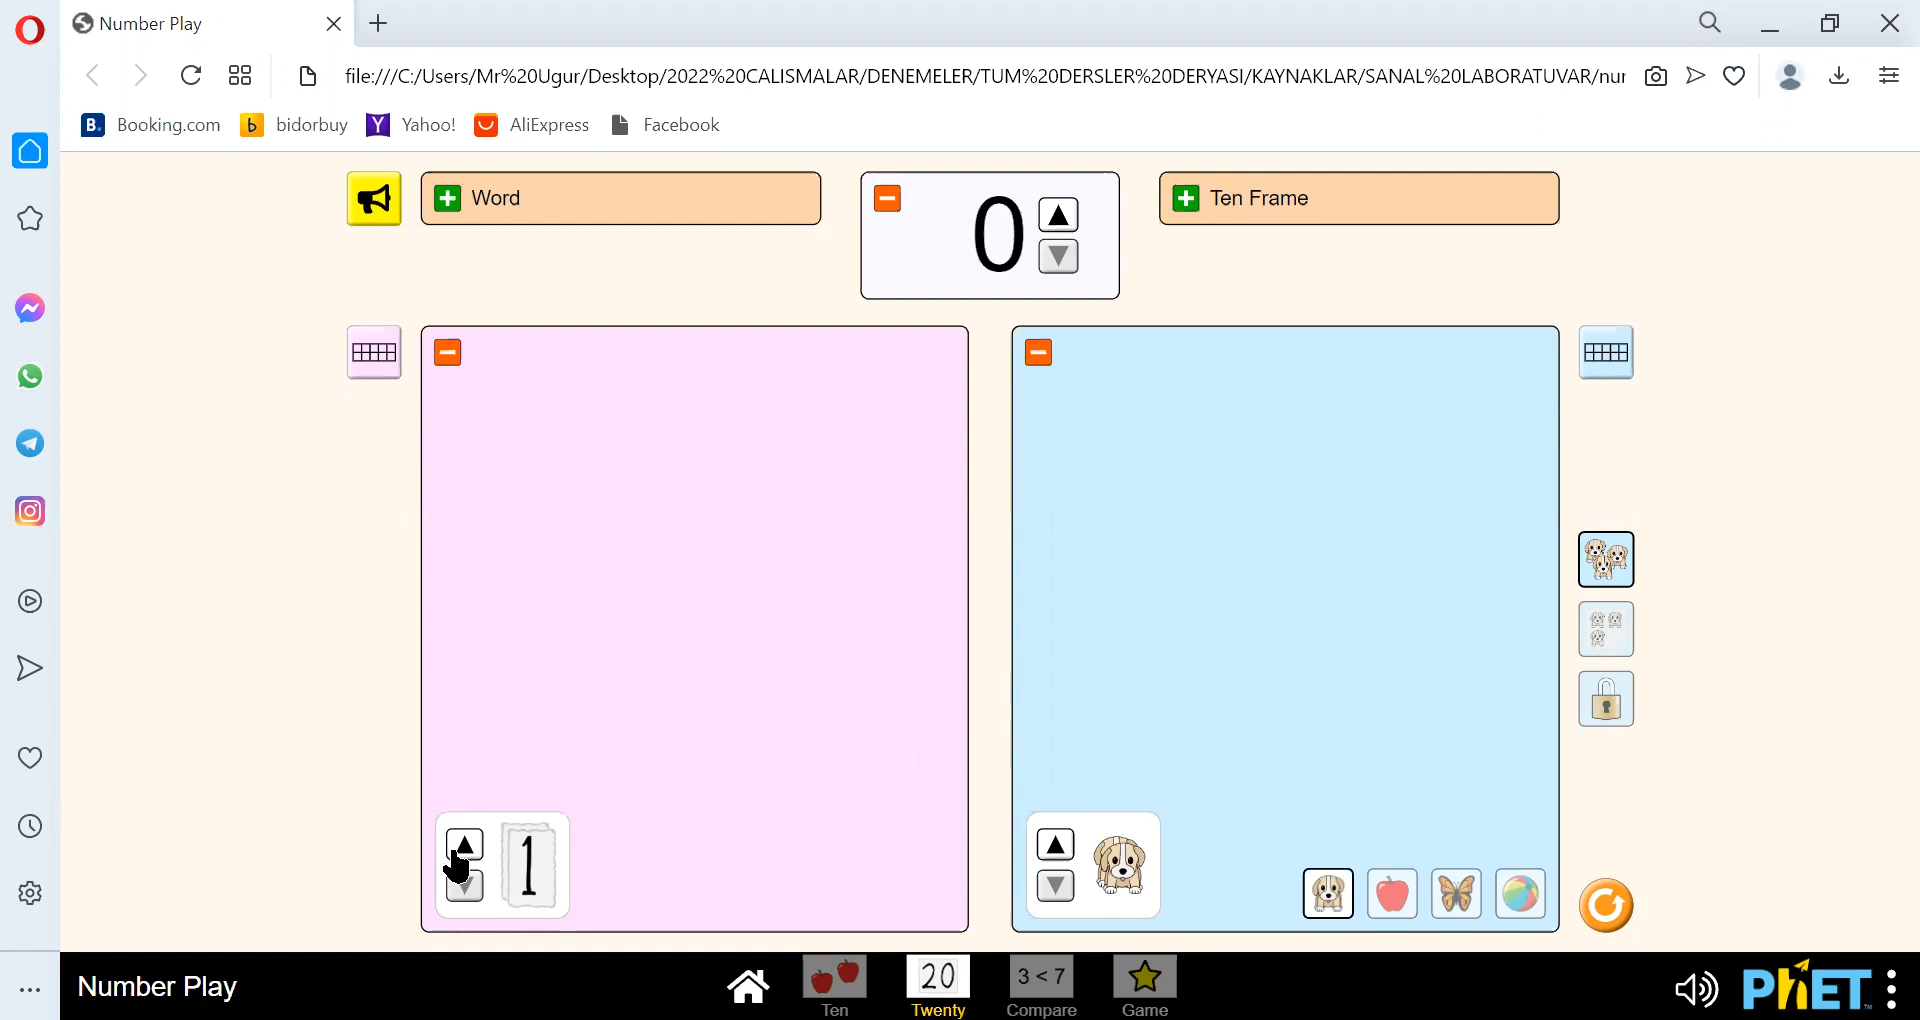 Number Play
file:///C:/Users/Mr%20Ugur/Desktop/2022%20CALISMALAR/DENEMELER/TUM%20DERSLER%20DERYASI/KAYNAKLAR/SANAL%20LABORATUVAR/nur
B. Booking.com b bidorbuy Y Yahoo! AliExpress Facebook
Word
0
Ten Frame
1
Number Play
20
3 < 7
Ten
Twenty
Compare
Game
PhET